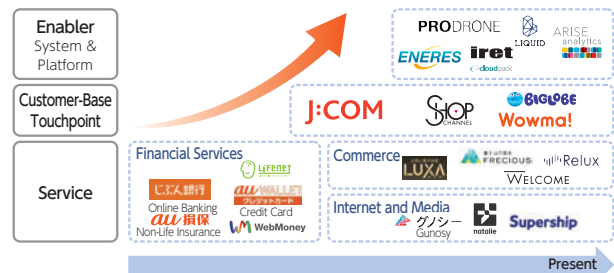 Enabler
System &
Platform
PRODRONE
LIQUID
ARISE
analytics
ENERES
iret
cloudpack
Customer-Base
Touchpoint
J:COM
SHOP
CHANNEL
BIGLOBE
Wowma!
Service
Financial Services
LIFENET
じぶん銀行
Online Banking
au WALLET
クレジットカード
Credit Card
au 損保
Non-Life Insurance
WebMoney
Commerce
LUXA
FRECIOUS
Relux
WELCOME
Internet and Media
グノシー
Gunosy
natalie
Supership
Present